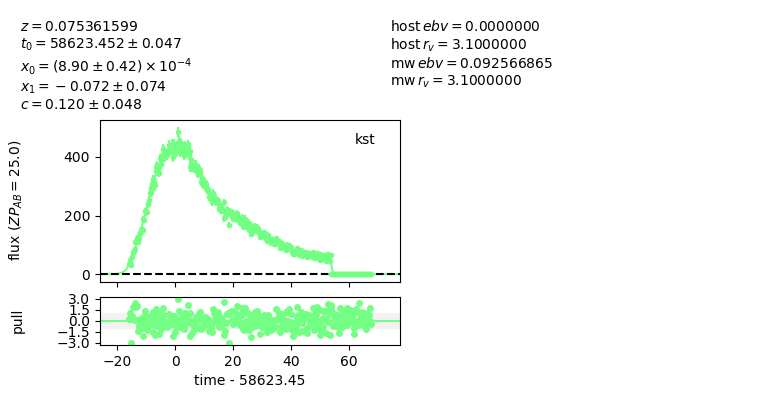 z = 0.075361599
t₀ = 58623.452 ± 0.047
x₀ = (8.90 ± 0.42) × 10⁻⁴
x₁ = −0.072 ± 0.074
c = 0.120 ± 0.048
host ebv = 0.0000000
host r_v = 3.1000000
mw ebv = 0.092566865
mw r_v = 3.1000000
kst
flux (ZP_AB = 25.0)
400
200
0
pull
3.0
1.5
0.0
−1.5
−3.0
−20 0 20 40 60
time - 58623.45